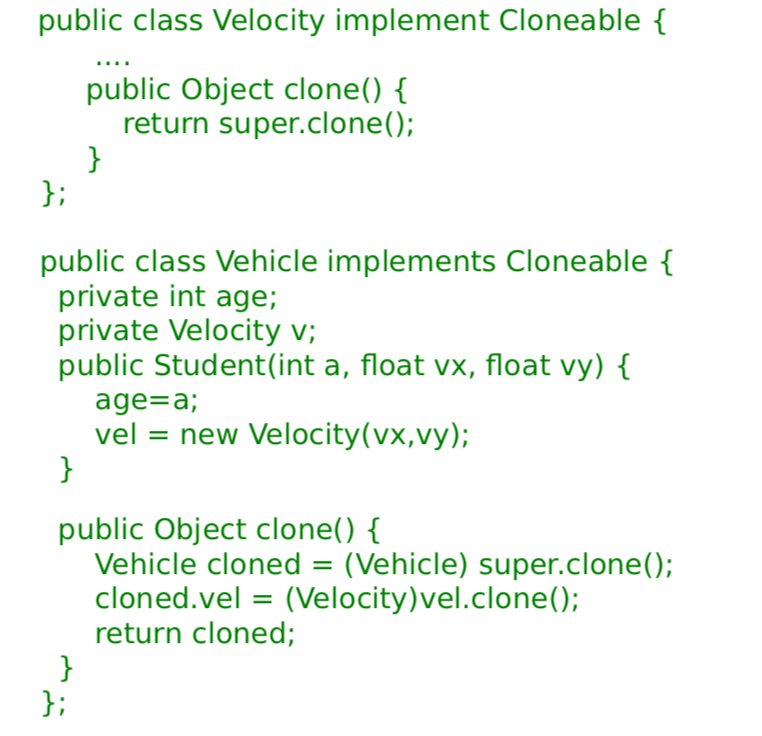 public class Velocity implement Cloneable {
....
public Object clone() {
return super.clone();
}
};
public class Vehicle implements Cloneable {
private int age;
private Velocity v;
public Student(int a, float vx, float vy) {
age=a;
vel = new Velocity(vx,vy);
}
public Object clone() {
Vehicle cloned = (Vehicle) super.clone();
cloned.vel = (Velocity)vel.clone();
return cloned;
}
};